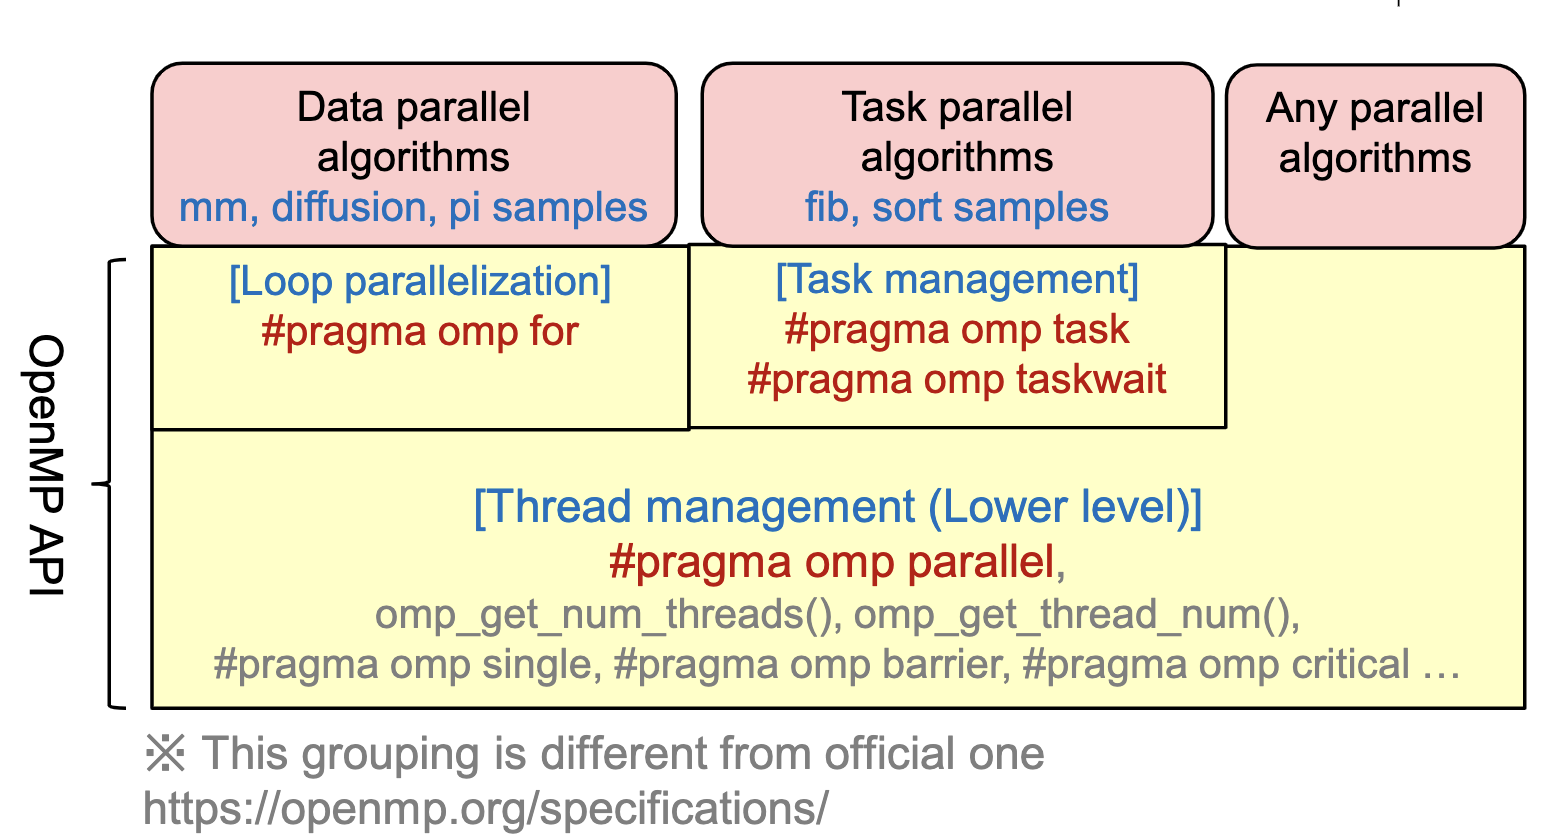 Data parallel
algorithms
mm, diffusion, pi samples
Task parallel
algorithms
fib, sort samples
Any parallel
algorithms
OpenMP API
[Loop parallelization]
#pragma omp for
[Task management]
#pragma omp task
#pragma omp taskwait
[Thread management (Lower level)]
#pragma omp parallel,
omp_get_num_threads(), omp_get_thread_num(),
#pragma omp single, #pragma omp barrier, #pragma omp critical …
※ This grouping is different from official one
https://openmp.org/specifications/